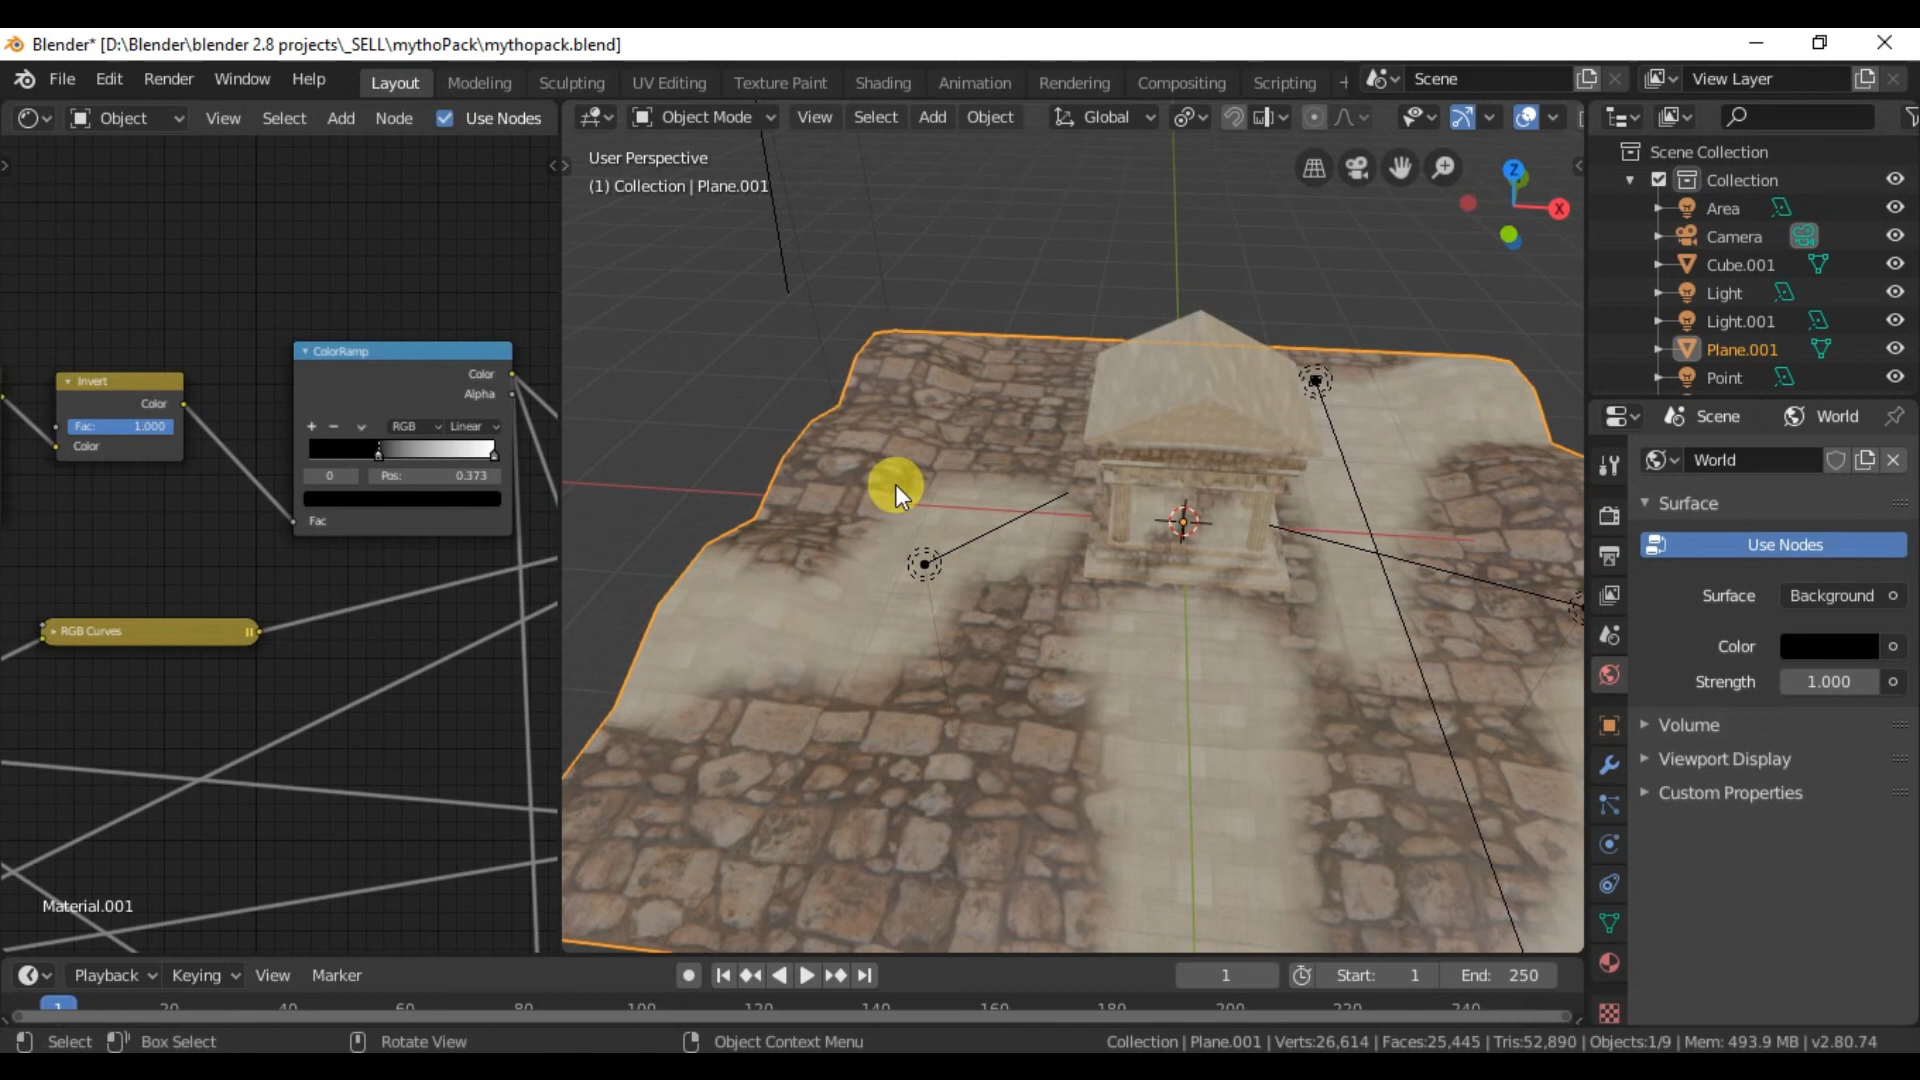 Blender* [D:\Blender\blender 2.8 projects\_SELL\mythoPack\mythopack.blend]
File Edit Render Window Help Layout Modeling Sculpting UV Editing Texture Paint Shading Animation Rendering Compositing Scripting + Scene View Layer
Object View Select Add Node Use Nodes
Object Mode View Select Add Object Global
User Perspective
(1) Collection | Plane.001
Z
X
Scene Collection
Collection
Area
Camera
Cube.001
Light
Light.001
Plane.001
Point
Scene World
World
Surface
Use Nodes
Surface Background
Color
Strength 1.000
Volume
Viewport Display
Custom Properties
Invert
Color
Fac: 1.000
Color
ColorRamp
Color
Alpha
RGB Linear
0 Pos: 0.373
Fac
RGB Curves
Material.001
Playback Keying View Marker 1 Start: 1 End: 250
1 20 40 60 80 100 120 140 160 180 200 220 240
Select Box Select Rotate View Object Context Menu Collection | Plane.001 | Verts:26,614 | Faces:25,445 | Tris:52,890 | Objects:1/9 | Mem: 493.9 MB | v2.80.74